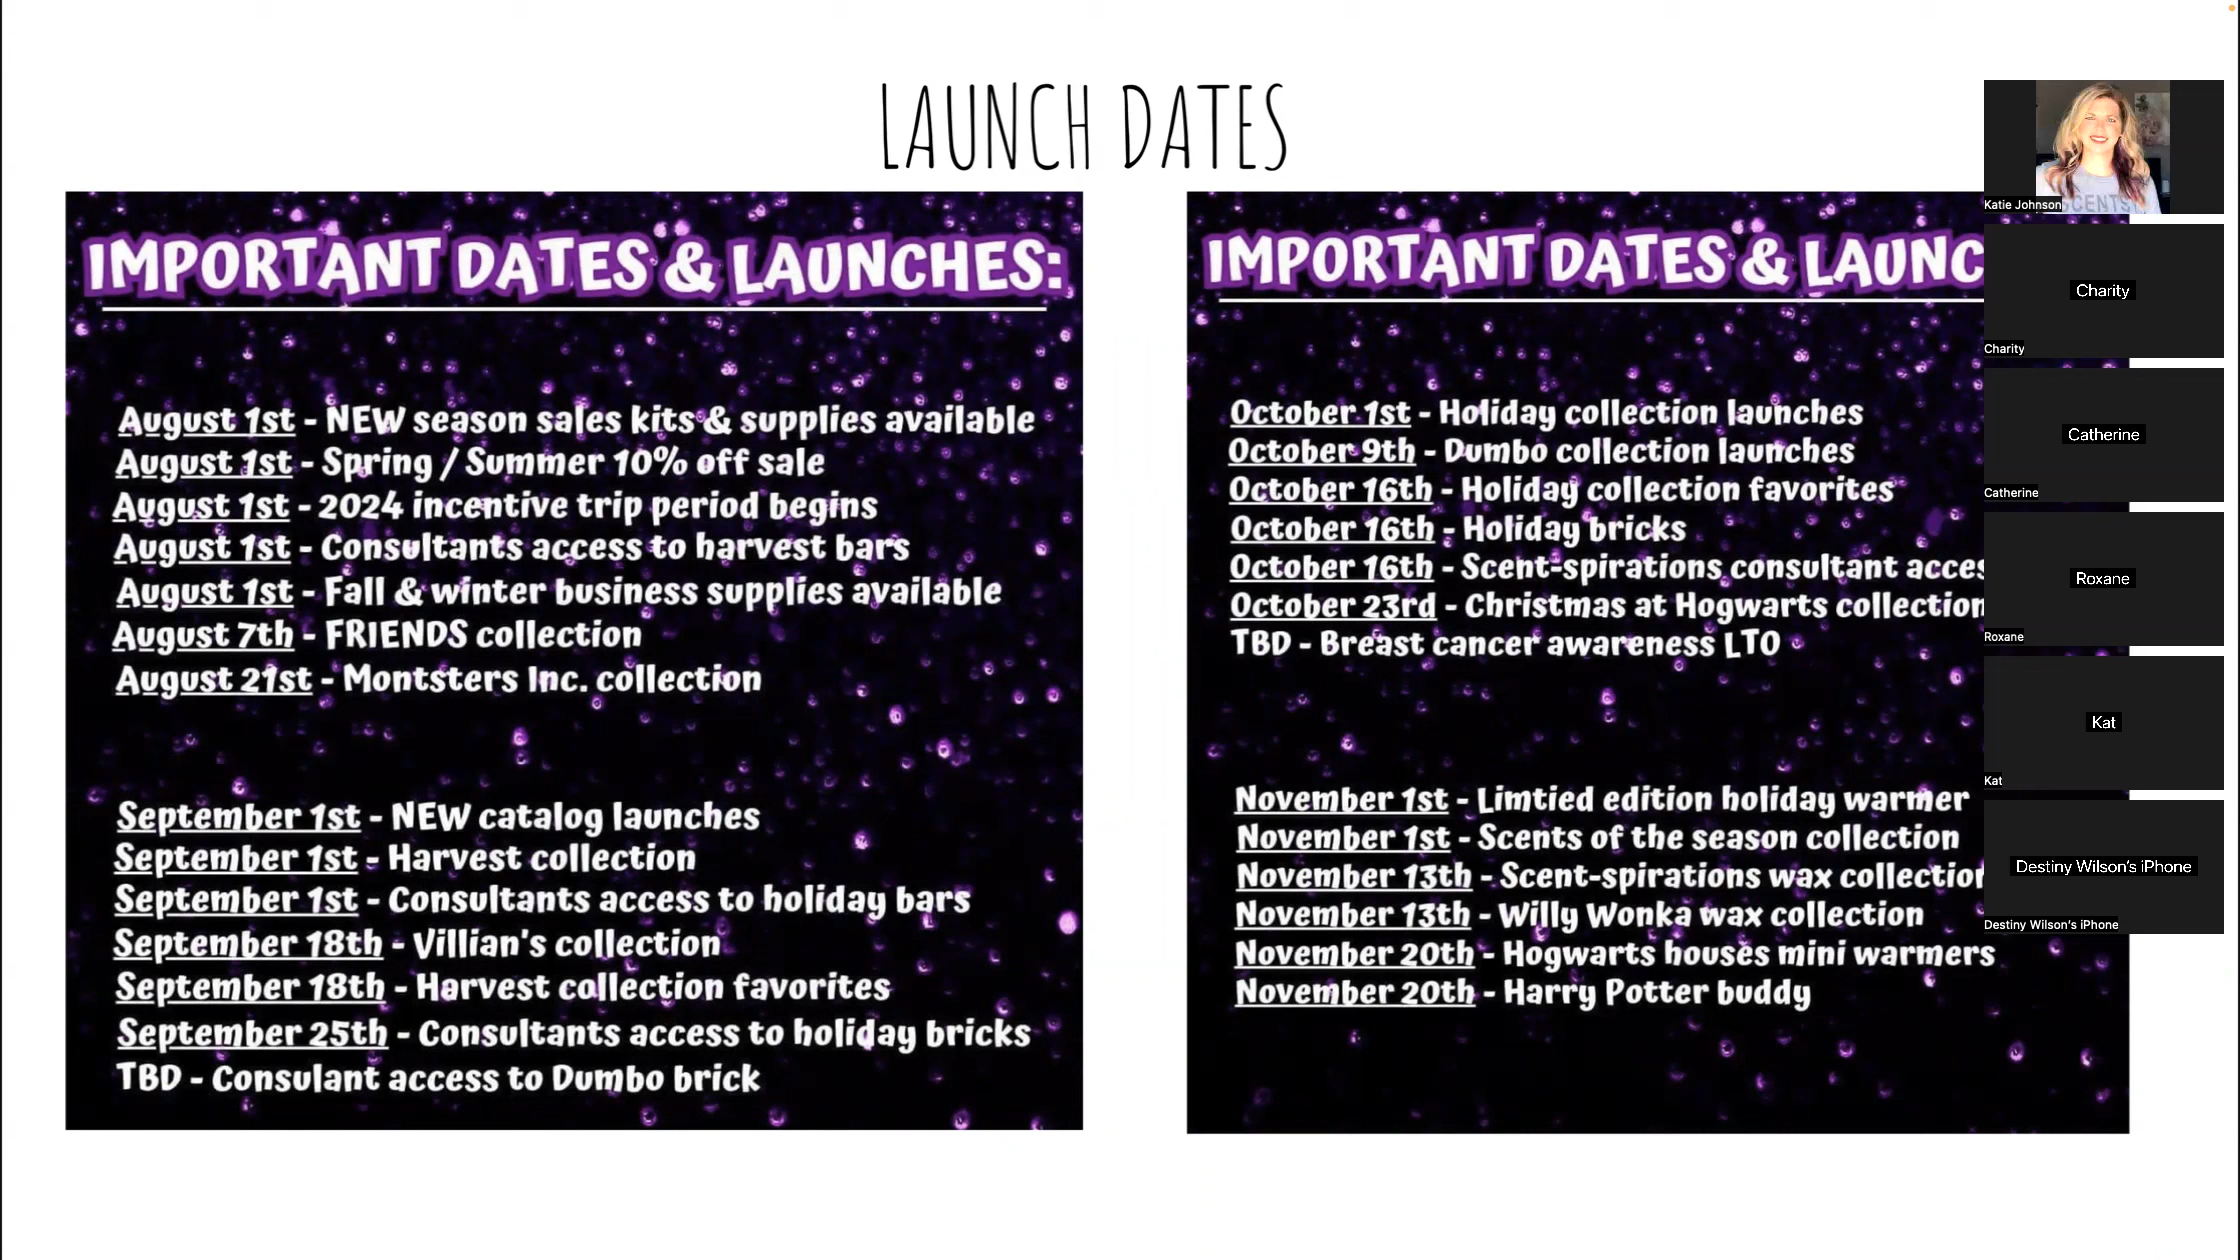 LAUNCH DATES
IMPORTANT DATES & LAUNCHES:
August 1st - NEW season sales kits & supplies available
August 1st - Spring / Summer 10% off sale
August 1st - 2024 incentive trip period begins
August 1st - Consultants access to harvest bars
August 1st - Fall & winter business supplies available
August 7th - FRIENDS collection
August 21st - Montsters Inc. collection
September 1st - NEW catalog launches
September 1st - Harvest collection
September 1st - Consultants access to holiday bars
September 18th - Villian's collection
September 18th - Harvest collection favorites
September 25th - Consultants access to holiday bricks
TBD - Consulant access to Dumbo brick
IMPORTANT DATES & LAUNC
October 1st - Holiday collection launches
October 9th - Dumbo collection launches
October 16th - Holiday collection favorites
October 16th - Holiday bricks
October 16th - Scent-spirations consultant acces
October 23rd - Christmas at Hogwarts collection
TBD - Breast cancer awareness LTO
November 1st - Limtied edition holiday warmer
November 1st - Scents of the season collection
November 13th - Scent-spirations wax collection
November 13th - Willy Wonka wax collection
November 20th - Hogwarts houses mini warmers
November 20th - Harry Potter buddy
SCENTS
Katie Johnson
Charity
Charity
Catherine
Catherine
Roxane
Roxane
Kat
Kat
Destiny Wilson's iPhone
Destiny Wilson's iPhone